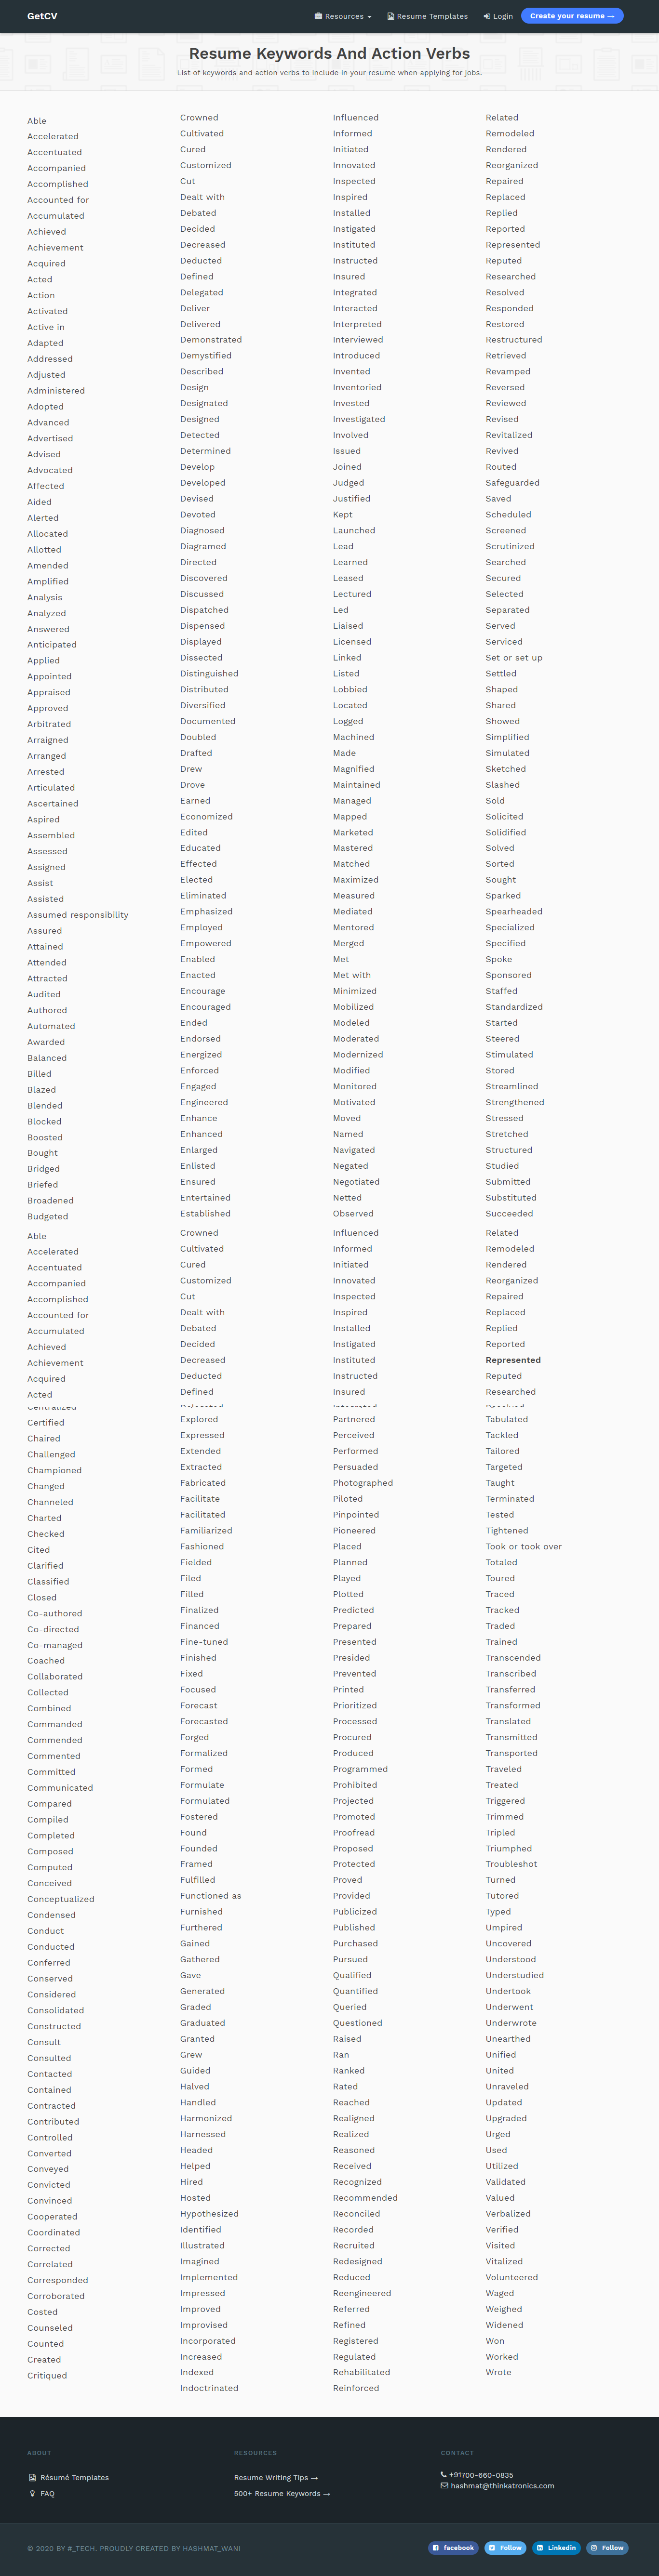 GetCV
Resources
Resume Templates
Login
Create your resume →
Resume Keywords And Action Verbs
List of keywords and action verbs to include in your resume when applying for jobs.
Able
Accelerated
Accentuated
Accompanied
Accomplished
Accounted for
Accumulated
Achieved
Achievement
Acquired
Acted
Action
Activated
Active in
Adapted
Addressed
Adjusted
Administered
Adopted
Advanced
Advertised
Advised
Advocated
Affected
Aided
Alerted
Allocated
Allotted
Amended
Amplified
Analysis
Analyzed
Answered
Anticipated
Applied
Appointed
Appraised
Approved
Arbitrated
Arraigned
Arranged
Arrested
Articulated
Ascertained
Aspired
Assembled
Assessed
Assigned
Assist
Assisted
Assumed responsibility
Assured
Attained
Attended
Attracted
Audited
Authored
Automated
Awarded
Balanced
Billed
Blazed
Blended
Blocked
Boosted
Bought
Bridged
Briefed
Broadened
Budgeted
Crowned
Cultivated
Cured
Customized
Cut
Dealt with
Debated
Decided
Decreased
Deducted
Defined
Delegated
Deliver
Delivered
Demonstrated
Demystified
Described
Design
Designated
Designed
Detected
Determined
Develop
Developed
Devised
Devoted
Diagnosed
Diagramed
Directed
Discovered
Discussed
Dispatched
Dispensed
Displayed
Dissected
Distinguished
Distributed
Diversified
Documented
Doubled
Drafted
Drew
Drove
Earned
Economized
Edited
Educated
Effected
Elected
Eliminated
Emphasized
Employed
Empowered
Enabled
Enacted
Encourage
Encouraged
Ended
Endorsed
Energized
Enforced
Engaged
Engineered
Enhance
Enhanced
Enlarged
Enlisted
Ensured
Entertained
Established
Influenced
Informed
Initiated
Innovated
Inspected
Inspired
Installed
Instigated
Instituted
Instructed
Insured
Integrated
Interacted
Interpreted
Interviewed
Introduced
Invented
Inventoried
Invested
Investigated
Involved
Issued
Joined
Judged
Justified
Kept
Launched
Lead
Learned
Leased
Lectured
Led
Liaised
Licensed
Linked
Listed
Lobbied
Located
Logged
Machined
Made
Magnified
Maintained
Managed
Mapped
Marketed
Mastered
Matched
Maximized
Measured
Mediated
Mentored
Merged
Met
Met with
Minimized
Mobilized
Modeled
Moderated
Modernized
Modified
Monitored
Motivated
Moved
Named
Navigated
Negated
Negotiated
Netted
Observed
Related
Remodeled
Rendered
Reorganized
Repaired
Replaced
Replied
Reported
Represented
Reputed
Researched
Resolved
Responded
Restored
Restructured
Retrieved
Revamped
Reversed
Reviewed
Revised
Revitalized
Revived
Routed
Safeguarded
Saved
Scheduled
Screened
Scrutinized
Searched
Secured
Selected
Separated
Served
Serviced
Set or set up
Settled
Shaped
Shared
Showed
Simplified
Simulated
Sketched
Slashed
Sold
Solicited
Solidified
Solved
Sorted
Sought
Sparked
Spearheaded
Specialized
Specified
Spoke
Sponsored
Staffed
Standardized
Started
Steered
Stimulated
Stored
Streamlined
Strengthened
Stressed
Stretched
Structured
Studied
Submitted
Substituted
Succeeded
Able
Accelerated
Accentuated
Accompanied
Accomplished
Accounted for
Accumulated
Achieved
Achievement
Acquired
Acted
Crowned
Cultivated
Cured
Customized
Cut
Dealt with
Debated
Decided
Decreased
Deducted
Defined
Delegated
Influenced
Informed
Initiated
Innovated
Inspected
Inspired
Installed
Instigated
Instituted
Instructed
Insured
Integrated
Related
Remodeled
Rendered
Reorganized
Repaired
Replaced
Replied
Reported
Represented
Reputed
Researched
Resolved
Centralized
Certified
Chaired
Challenged
Championed
Changed
Channeled
Charted
Checked
Cited
Clarified
Classified
Closed
Co-authored
Co-directed
Co-managed
Coached
Collaborated
Collected
Combined
Commanded
Commended
Commented
Committed
Communicated
Compared
Compiled
Completed
Composed
Computed
Conceived
Conceptualized
Condensed
Conduct
Conducted
Conferred
Conserved
Considered
Consolidated
Constructed
Consult
Consulted
Contacted
Contained
Contracted
Contributed
Controlled
Converted
Conveyed
Convicted
Convinced
Cooperated
Coordinated
Corrected
Correlated
Corresponded
Corroborated
Costed
Counseled
Counted
Created
Critiqued
Explored
Expressed
Extended
Extracted
Fabricated
Facilitate
Facilitated
Familiarized
Fashioned
Fielded
Filed
Filled
Finalized
Financed
Fine-tuned
Finished
Fixed
Focused
Forecast
Forecasted
Forged
Formalized
Formed
Formulate
Formulated
Fostered
Found
Founded
Framed
Fulfilled
Functioned as
Furnished
Furthered
Gained
Gathered
Gave
Generated
Graded
Graduated
Granted
Grew
Guided
Halved
Handled
Harmonized
Harnessed
Headed
Helped
Hired
Hosted
Hypothesized
Identified
Illustrated
Imagined
Implemented
Impressed
Improved
Improvised
Incorporated
Increased
Indexed
Indoctrinated
Partnered
Perceived
Performed
Persuaded
Photographed
Piloted
Pinpointed
Pioneered
Placed
Planned
Played
Plotted
Predicted
Prepared
Presented
Presided
Prevented
Printed
Prioritized
Processed
Procured
Produced
Programmed
Prohibited
Projected
Promoted
Proofread
Proposed
Protected
Proved
Provided
Publicized
Published
Purchased
Pursued
Qualified
Quantified
Queried
Questioned
Raised
Ran
Ranked
Rated
Reached
Realigned
Realized
Reasoned
Received
Recognized
Recommended
Reconciled
Recorded
Recruited
Redesigned
Reduced
Reengineered
Referred
Refined
Registered
Regulated
Rehabilitated
Reinforced
Tabulated
Tackled
Tailored
Targeted
Taught
Terminated
Tested
Tightened
Took or took over
Totaled
Toured
Traced
Tracked
Traded
Trained
Transcended
Transcribed
Transferred
Transformed
Translated
Transmitted
Transported
Traveled
Treated
Triggered
Trimmed
Tripled
Triumphed
Troubleshot
Turned
Tutored
Typed
Umpired
Uncovered
Understood
Understudied
Undertook
Underwent
Underwrote
Unearthed
Unified
United
Unraveled
Updated
Upgraded
Urged
Used
Utilized
Validated
Valued
Verbalized
Verified
Visited
Vitalized
Volunteered
Waged
Weighed
Widened
Won
Worked
Wrote
ABOUT
Résumé Templates
FAQ
RESOURCES
Resume Writing Tips →
500+ Resume Keywords →
CONTACT
+91700-660-0835
hashmat@thinkatronics.com
© 2020 BY #_TECH. PROUDLY CREATED BY HASHMAT_WANI
facebook
Follow
Linkedin
Follow